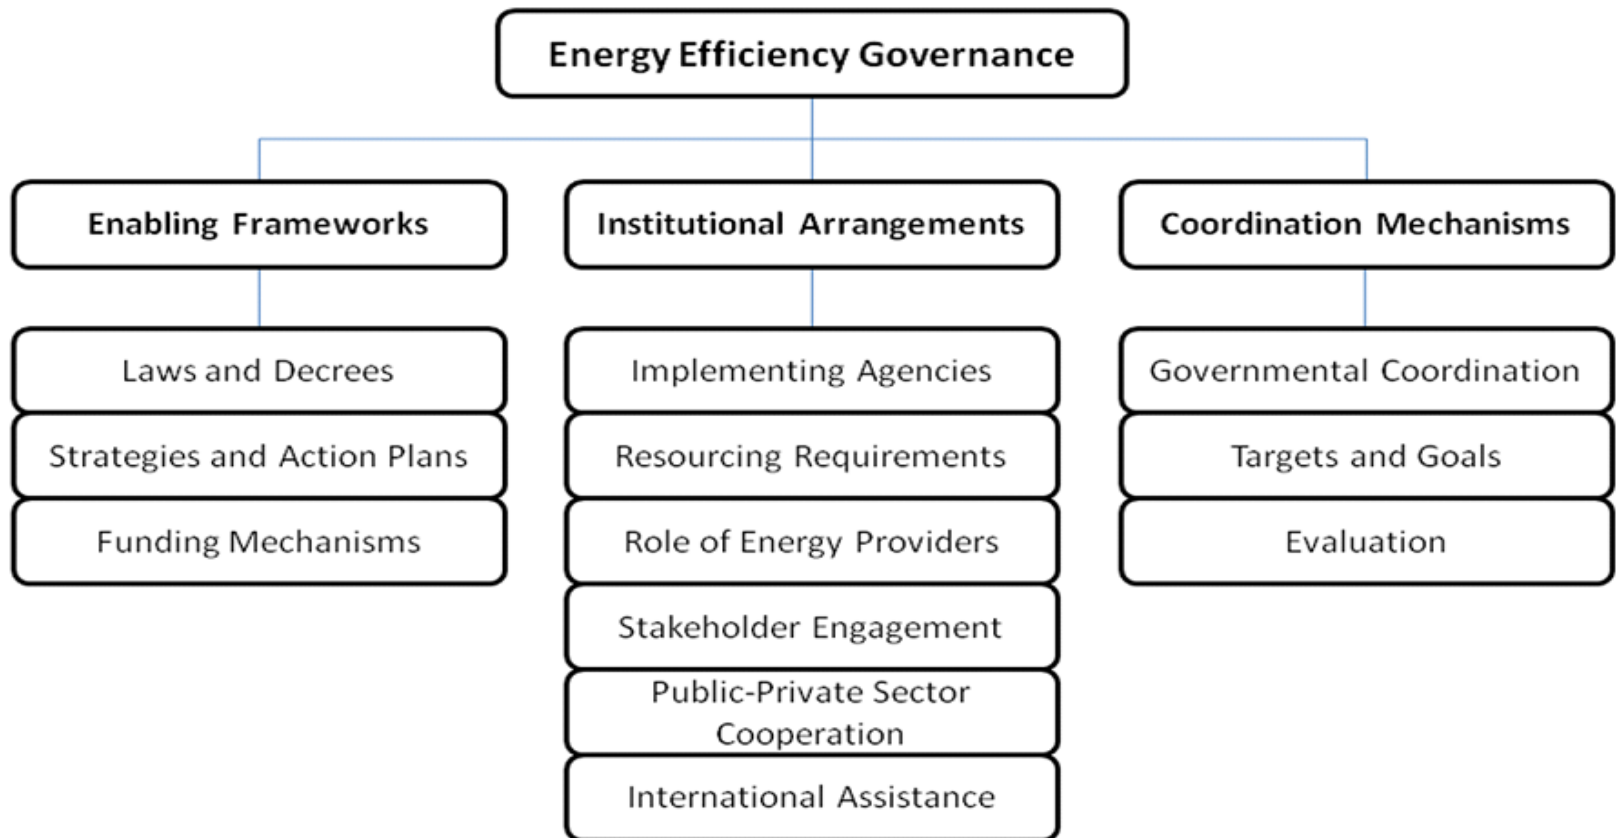 Energy Efficiency Governance
Enabling Frameworks
Laws and Decrees
Strategies and Action Plans
Funding Mechanisms
Institutional Arrangements
Implementing Agencies
Resourcing Requirements
Role of Energy Providers
Stakeholder Engagement
Public-Private Sector
Cooperation
International Assistance
Coordination Mechanisms
Governmental Coordination
Targets and Goals
Evaluation